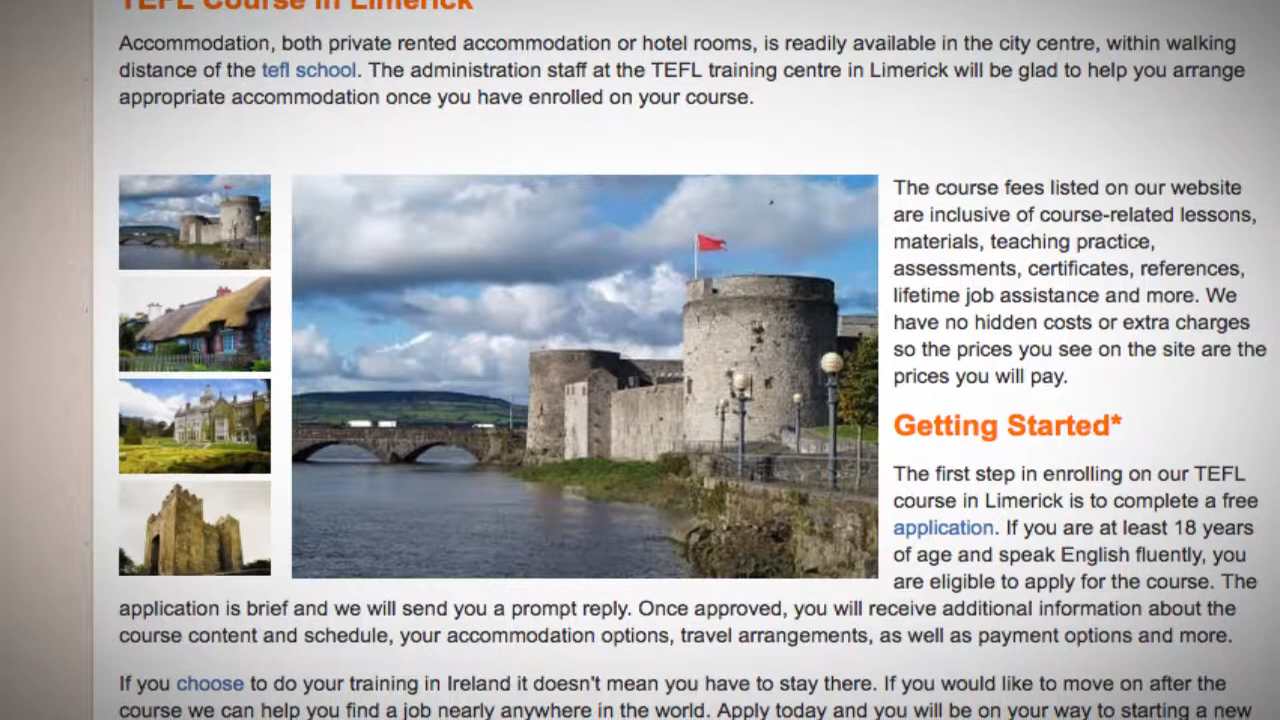 TEFL Course in Limerick
Accommodation, both private rented accommodation or hotel rooms, is readily available in the city centre, within walking
distance of the tefl school. The administration staff at the TEFL training centre in Limerick will be glad to help you arrange
appropriate accommodation once you have enrolled on your course.
The course fees listed on our website
are inclusive of course-related lessons,
materials, teaching practice,
assessments, certificates, references,
lifetime job assistance and more. We
have no hidden costs or extra charges
so the prices you see on the site are the
prices you will pay.
Getting Started*
The first step in enrolling on our TEFL
course in Limerick is to complete a free
application. If you are at least 18 years
of age and speak English fluently, you
are eligible to apply for the course. The
application is brief and we will send you a prompt reply. Once approved, you will receive additional information about the
course content and schedule, your accommodation options, travel arrangements, as well as payment options and more.
If you choose to do your training in Ireland it doesn't mean you have to stay there. If you would like to move on after the
course we can help you find a job nearly anywhere in the world. Apply today and you will be on your way to starting a new